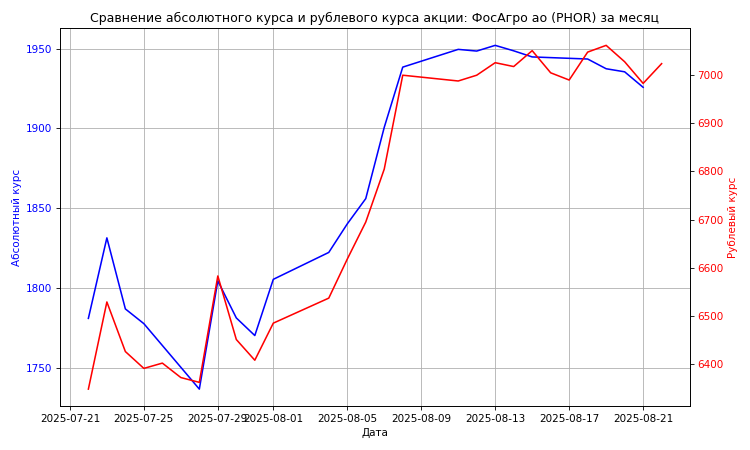 Сравнение абсолютного курса и рублевого курса акции: ФосАгро ао (PHOR) за месяц
1950
1900
1850
1800
1750
Абсолютный курс
7000
6900
6800
6700
6600
6500
6400
Рублевый курс
2025-07-21 2025-07-25 2025-07-29 2025-08-01 2025-08-05 2025-08-09 2025-08-13 2025-08-17 2025-08-21
Дата